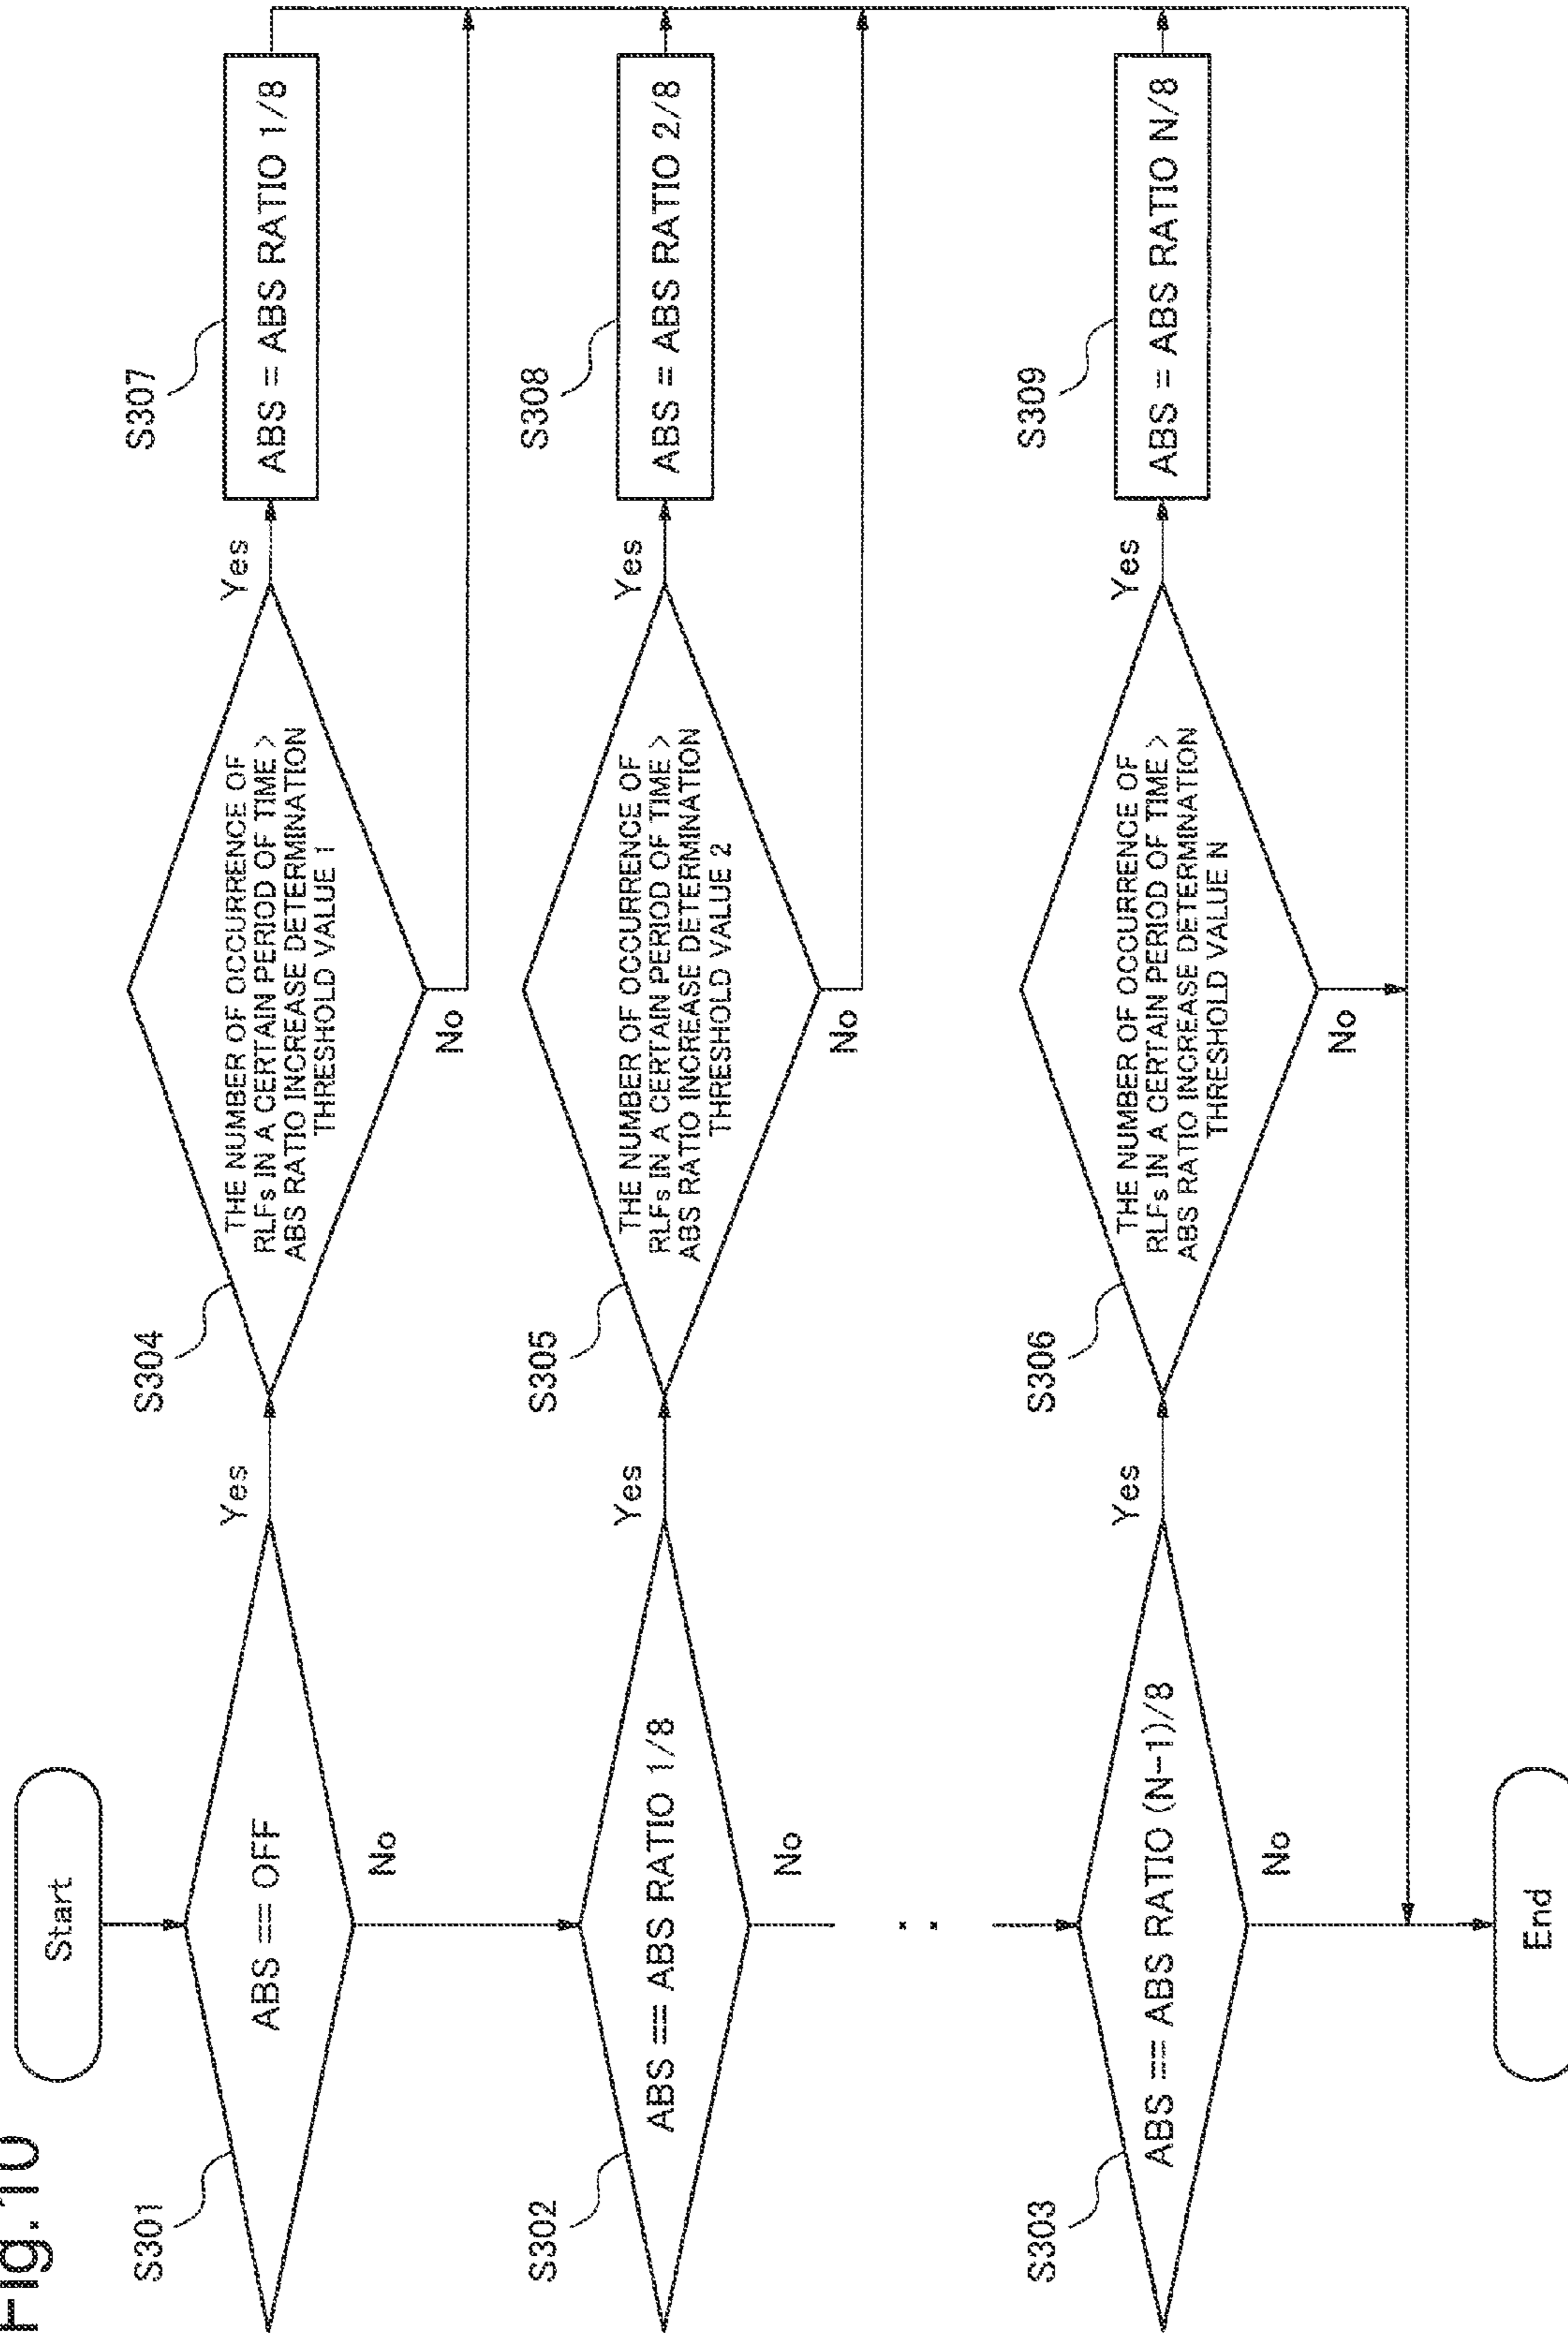 Fig.10
Start
S301
ABS == OFF
Yes
No
S304
THE NUMBER OF OCCURRENCE OF
RLFs IN A CERTAIN PERIOD OF TIME >
ABS RATIO INCREASE DETERMINATION
THRESHOLD VALUE 1
Yes
No
S307
ABS = ABS RATIO 1/8
S302
ABS == ABS RATIO 1/8
Yes
No
S305
THE NUMBER OF OCCURRENCE OF
RLFs IN A CERTAIN PERIOD OF TIME >
ABS RATIO INCREASE DETERMINATION
THRESHOLD VALUE 2
Yes
No
S308
ABS = ABS RATIO 2/8
S303
ABS == ABS RATIO (N-1)/8
Yes
No
S306
THE NUMBER OF OCCURRENCE OF
RLFs IN A CERTAIN PERIOD OF TIME >
ABS RATIO INCREASE DETERMINATION
THRESHOLD VALUE N
Yes
No
S309
ABS = ABS RATIO N/8
End